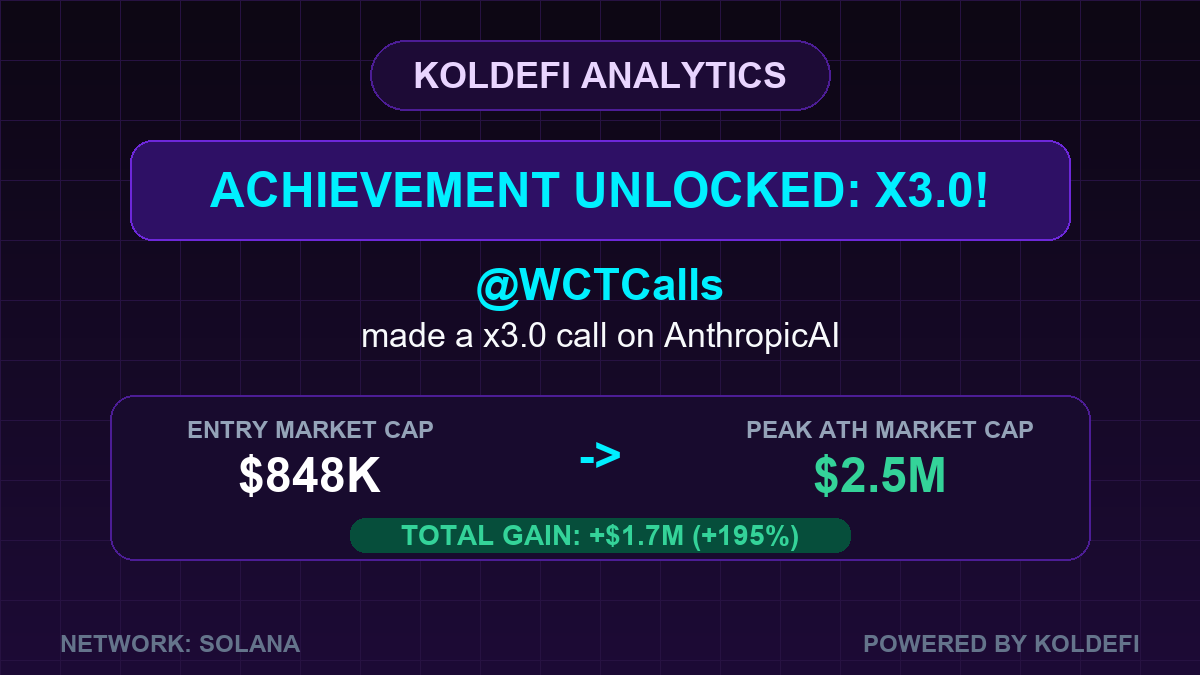 KOLDEFI ANALYTICS
ACHIEVEMENT UNLOCKED: X3.0!
@WCTCalls
made a x3.0 call on AnthropicAI
ENTRY MARKET CAP
$848K
->
PEAK ATH MARKET CAP
$2.5M
TOTAL GAIN: +$1.7M (+195%)
NETWORK: SOLANA
POWERED BY KOLDEFI